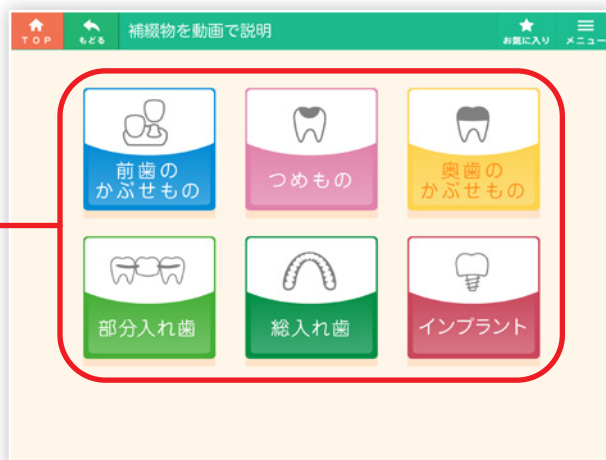 TOP
もどる
補綴物を動画で説明
お気に入り
メニュー
前歯の
かぶせもの
つめもの
奥歯の
かぶせもの
部分入れ歯
総入れ歯
インプラント